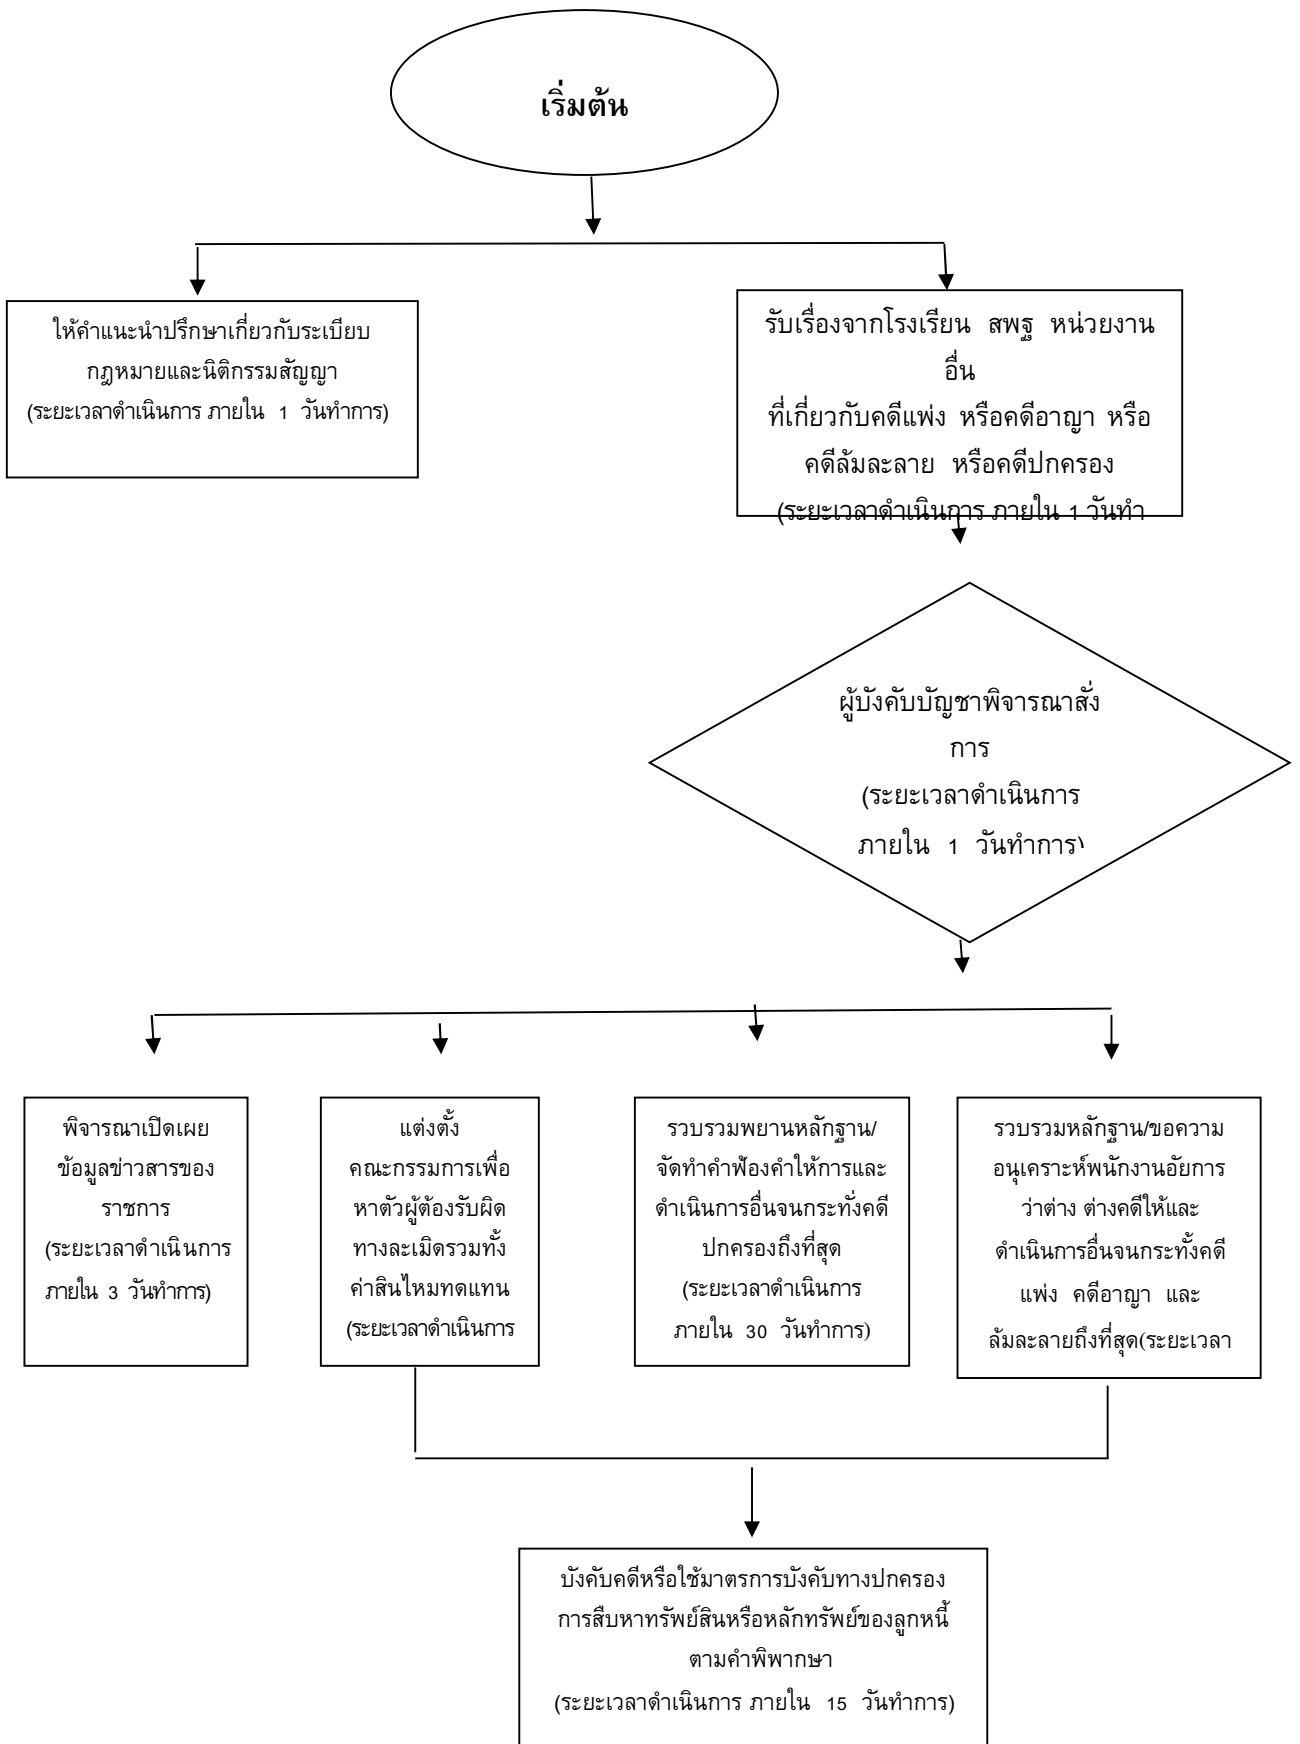 เริ่มต้น
ให้คำแนะนำปรึกษาเกี่ยวกับระเบียบ
กฎหมายและนิติกรรมสัญญา
(ระยะเวลาดำเนินการ ภายใน 1 วันทำการ)
รับเรื่องจากโรงเรียน สพฐ หน่วยงาน
อื่น
ที่เกี่ยวกับคดีแพ่ง หรือคดีอาญา หรือ
คดีล้มละลาย หรือคดีปกครอง
(ระยะเวลาดำเนินการ ภายใน 1 วันทำ
ผู้บังคับบัญชาพิจารณาสั่ง
การ
(ระยะเวลาดำเนินการ
ภายใน 1 วันทำการ)
พิจารณาเปิดเผย
ข้อมูลข่าวสารของ
ราชการ
(ระยะเวลาดำเนินการ
ภายใน 3 วันทำการ)
แต่งตั้ง
คณะกรรมการเพื่อ
หาตัวผู้ต้องรับผิด
ทางละเมิดรวมทั้ง
ค่าสินไหมทดแทน
(ระยะเวลาดำเนินการ
รวบรวมพยานหลักฐาน/
จัดทำคำฟ้องคำให้การและ
ดำเนินการอื่นจนกระทั่งคดี
ปกครองถึงที่สุด
(ระยะเวลาดำเนินการ
ภายใน 30 วันทำการ)
รวบรวมหลักฐาน/ขอความ
อนุเคราะห์พนักงานอัยการ
ว่าต่าง ต่างคดีให้และ
ดำเนินการอื่นจนกระทั้งคดี
แพ่ง คดีอาญา และ
ล้มละลายถึงที่สุด(ระยะเวลา
บังคับคดีหรือใช้มาตรการบังคับทางปกครอง
การสืบหาทรัพย์สินหรือหลักทรัพย์ของลูกหนี้
ตามคำพิพากษา
(ระยะเวลาดำเนินการ ภายใน 15 วันทำการ)